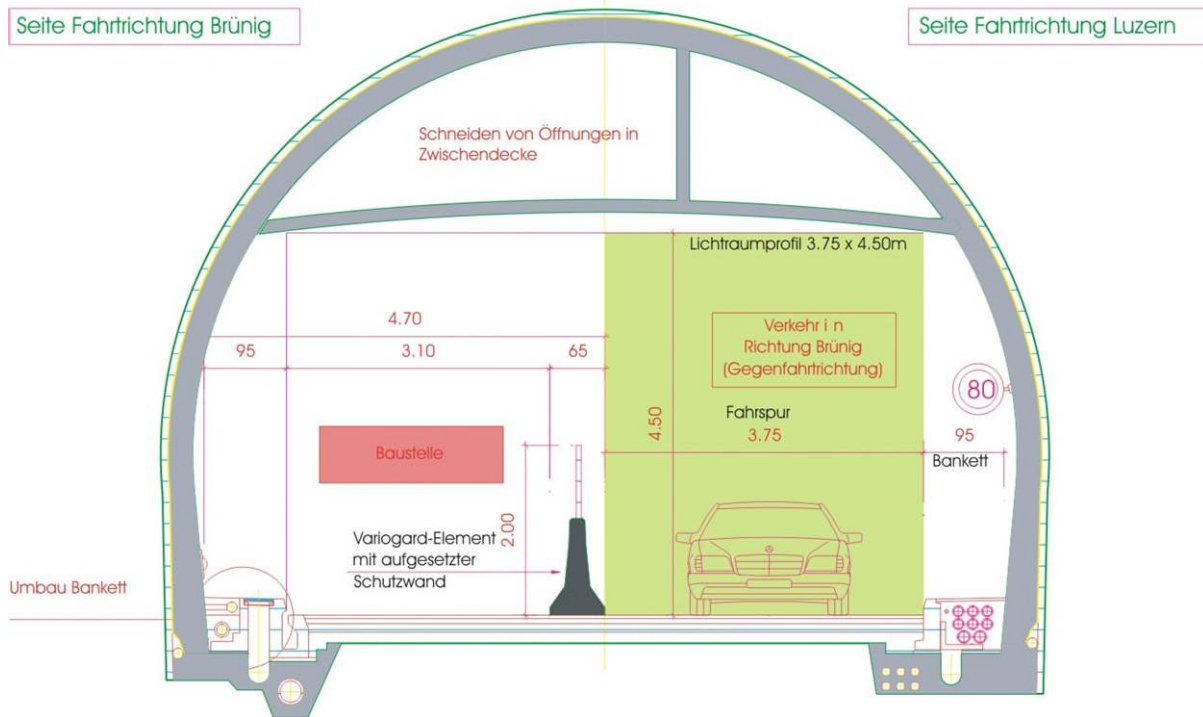 Seite Fahrtrichtung Brünig
Seite Fahrtrichtung Luzern
Schneiden von Öffnungen in
Zwischendecke
Lichtraumprofil 3.75 x 4.50m
4.70
95
3.10
65
Verkehr i n
Richtung Brünig
(Gegenfahrtrichtung)
80
4.50
Fahrspur
3.75
95
Bankett
Baustelle
2.00
Variogard-Element
mit aufgesetzter
Schutzwand
Umbau Bankett